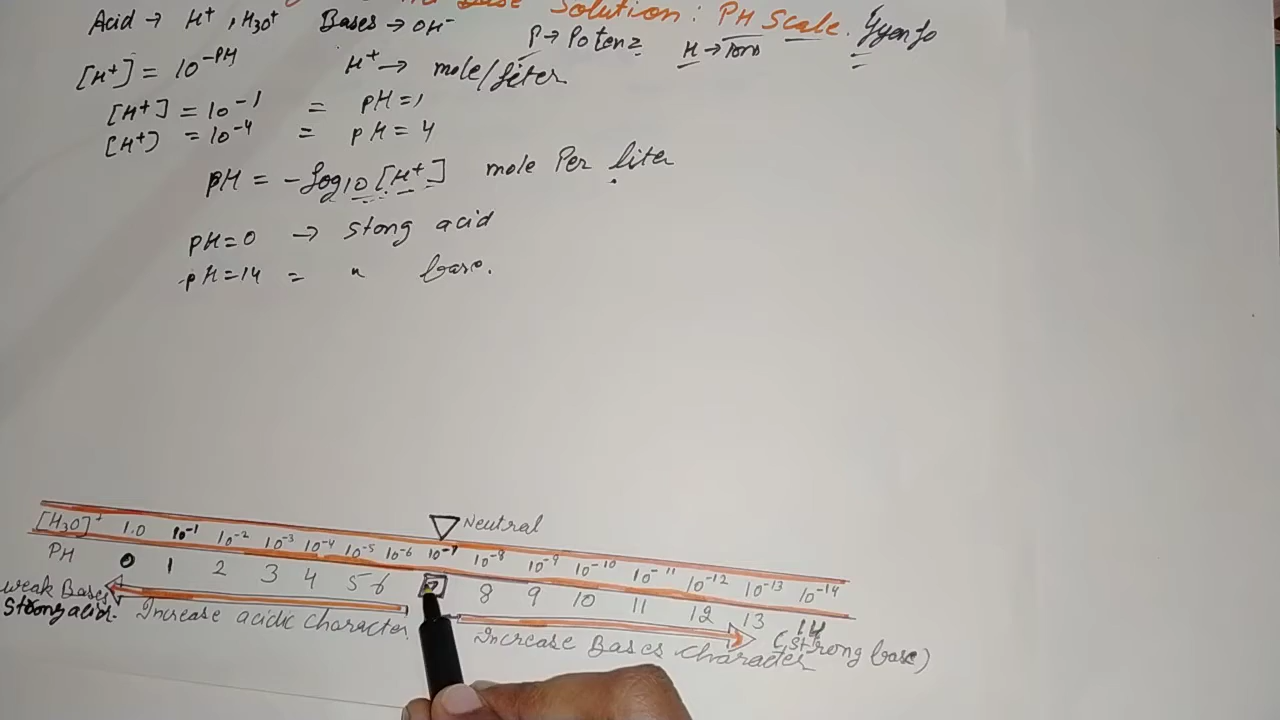 Base Solution: PH Scale.
Acid → H⁺, H₃O⁺ Bases → OH⁻
P → Potenz H → Ions
[H⁺] = 10⁻ᴾᴴ H⁺ → mole/liter
[H⁺] = 10⁻¹ = pH = 1
[H⁺) = 10⁻⁴ = pH = 4
pH = -log10 [H⁺] mole Per liter
pH = 0 → Stong acid
pH = 14 = " base.
Neutral
[H₃O]⁺ 1.0 10⁻¹ 10⁻² 10⁻³ 10⁻⁴ 10⁻⁵ 10⁻⁶ 10⁻⁷ 10⁻⁸ 10⁻⁹ 10⁻¹⁰ 10⁻¹¹ 10⁻¹² 10⁻¹³ 10⁻¹⁴
PH 0 1 2 3 4 5 6 7 8 9 10 11 12 13 14
weak Bases
Strong acid. Increase acidic character
Increase Bases character (strong base)